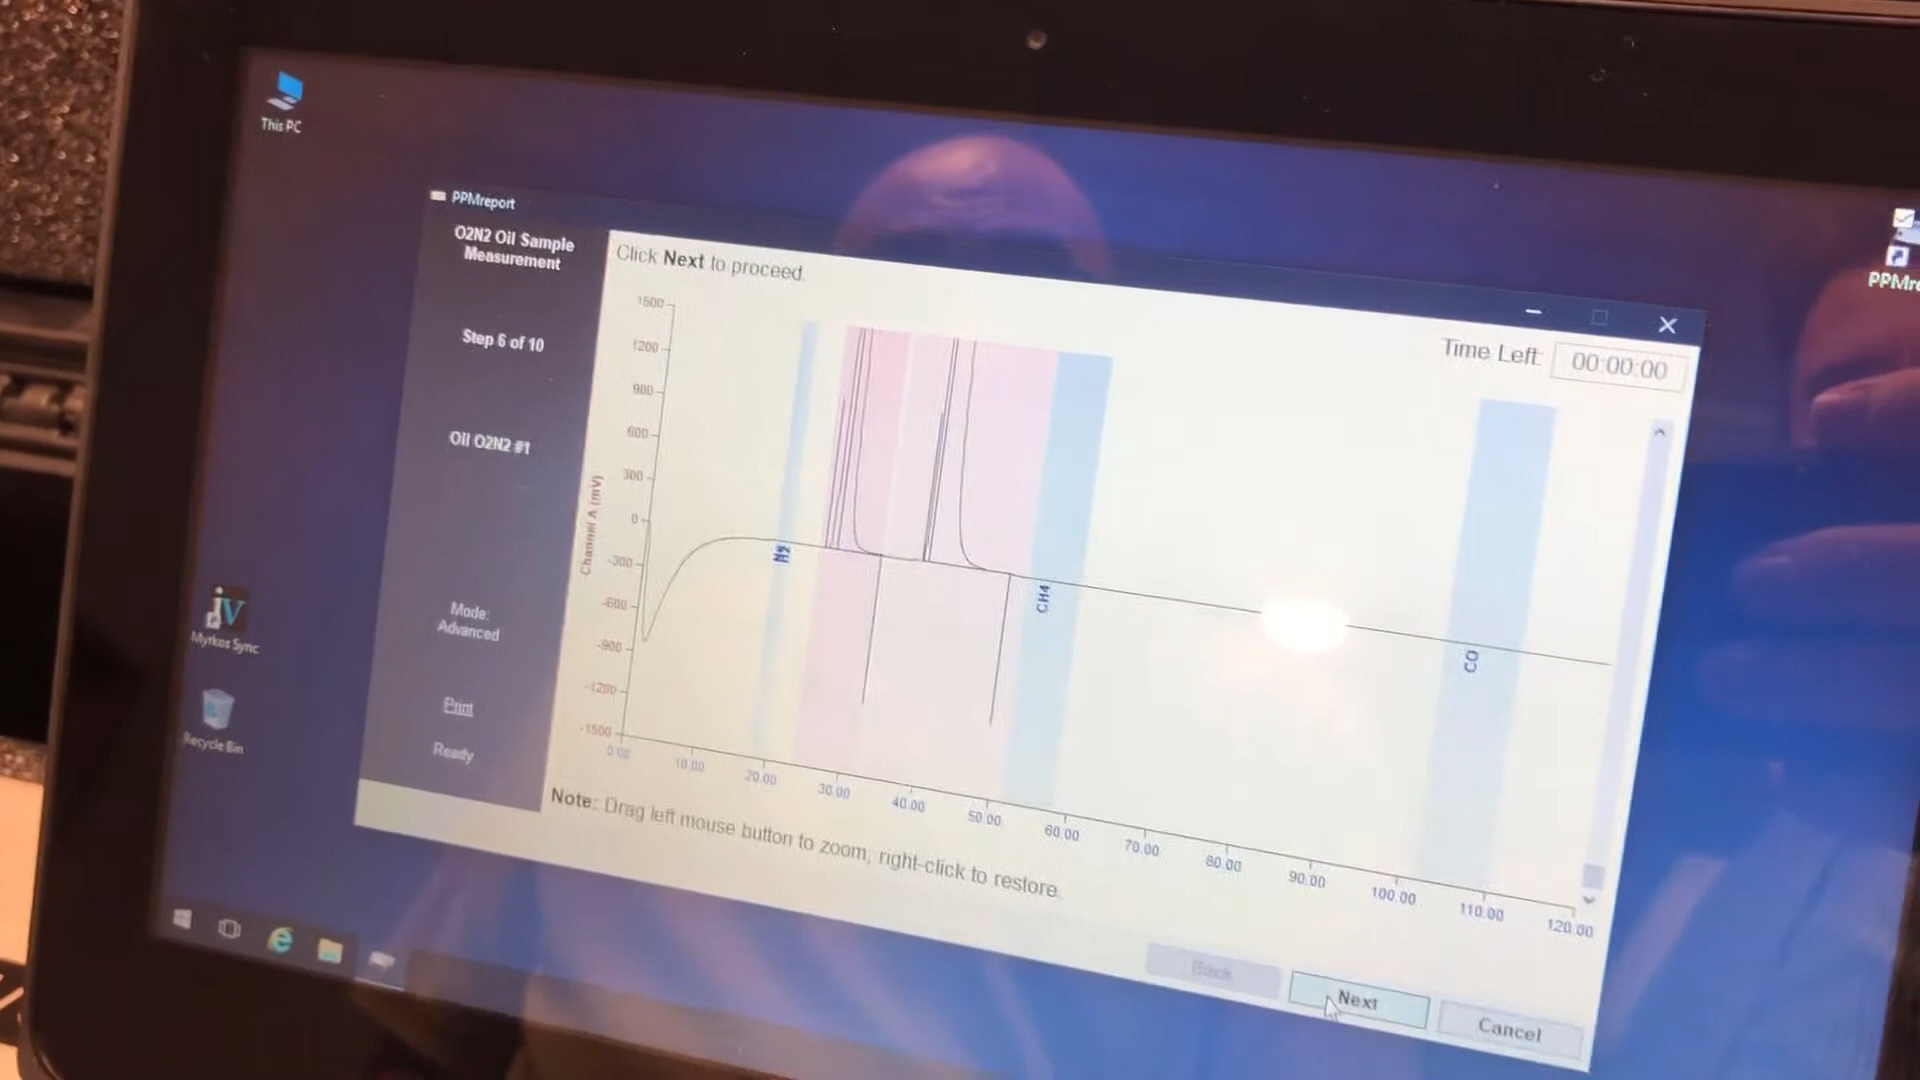 This PC
PPMreport
O2N2 Oil Sample
Measurement
Step 6 of 10
Oil O2N2 #1
Mode:
Advanced
Print
Ready
Click Next to proceed.
Time Left:
00:00:00
Channel A (mV)
1500
1200
900
600
300
0
-300
-600
-900
-1200
-1500
CH4
CO
0.00
10.00
20.00
30.00
40.00
50.00
60.00
70.00
80.00
90.00
100.00
110.00
120.00
Note: Drag left mouse button to zoom, right-click to restore.
Back
Next
Cancel
Myrkos Sync
Recycle Bin